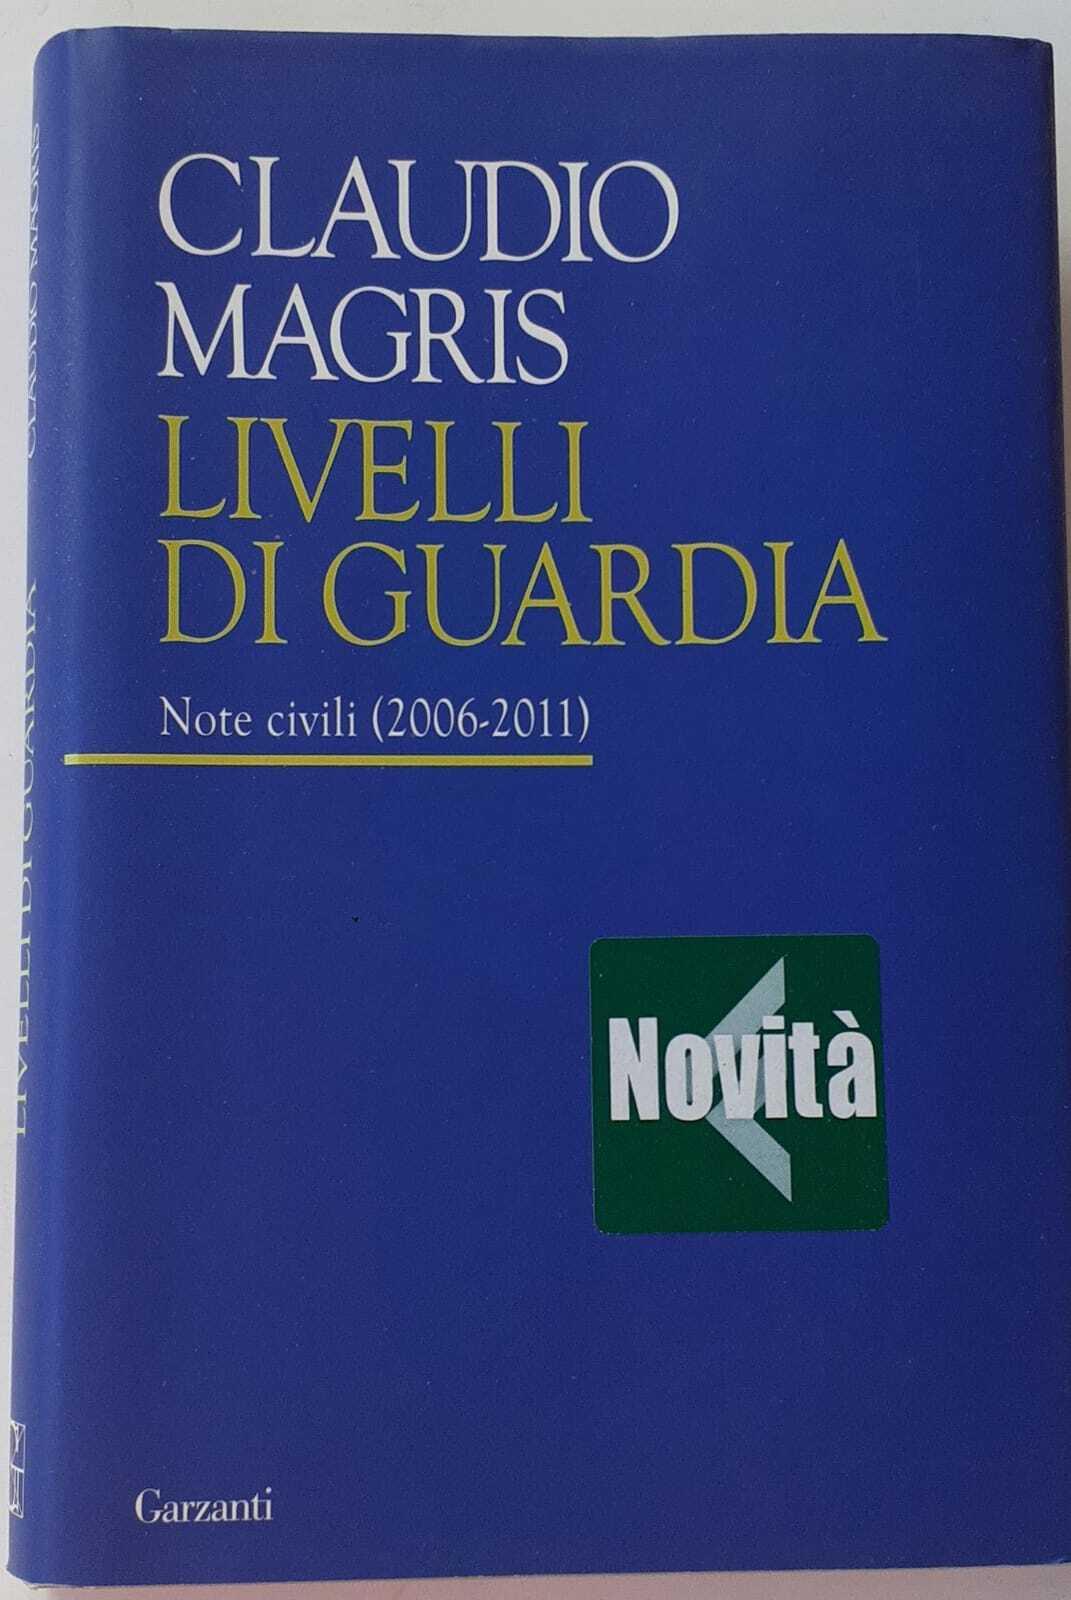 CLAUDIO
MAGRIS
LIVELLI
DI GUARDIA
Note civili (2006-2011)
Novità
Garzanti
LIVELLI DI GUARDIA CLAUDIO MAGRIS